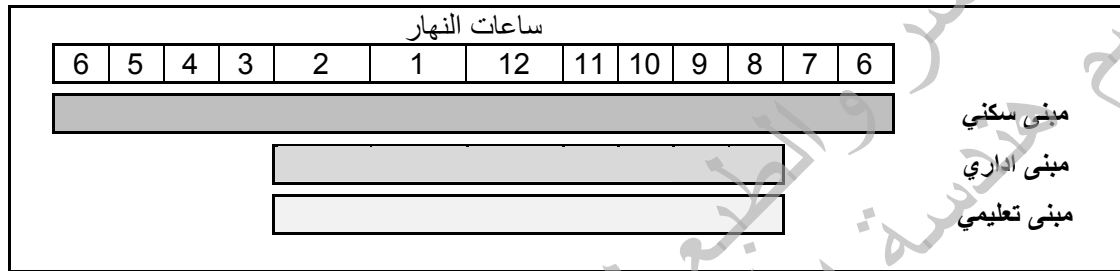 ساعات النهار
6 7 8 9 10 11 12 1 2 3 4 5 6
مبنى سكني
مبنى اداري
مبنى تعليمي